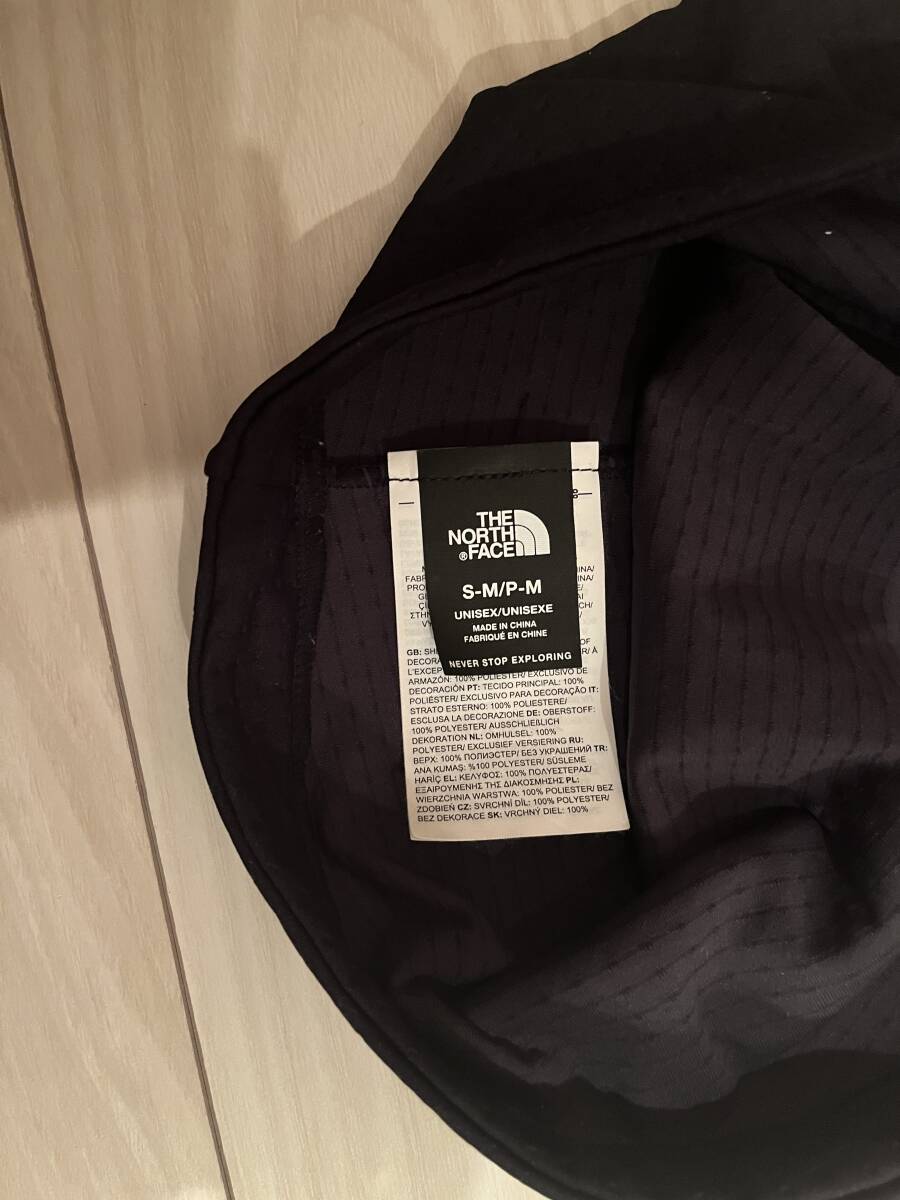 THE
NORTH
®FACE
S-M/P-M
UNISEX/UNISEXE
MADE IN CHINA
FABRIQUÉ EN CHINE
NEVER STOP EXPLORING
GB:
L'EXCEP
ARMAZÓN: 100% POLIÉSTER/ EXCLUSIVO DE
DECORACIÓN PT: TECIDO PRINCIPAL: 100%
POLIÉSTER/ EXCLUSIVO PARA DECORAÇÃO IT:
STRATO ESTERNO: 100% POLIESTERE/
ESCLUSA LA DECORAZIONE DE: OBERSTOFF:
100% POLYESTER/ AUSSCHLIEßLICH
DEKORATION NL: OMHULSEL: 100%
POLYESTER/ EXCLUSIEF VERSIERING RU:
ВЕРХ: 100% ПОЛИЭСТЕР/ БЕЗ УКРАШЕНИЙ TR:
ANA KUMAŞ: %100 POLYESTER/ SÜSLEME
HARİÇ EL: ΚΕΛΥΦΟΣ: 100% ΠΟΛΥΕΣΤΕΡΑΣ/
ΕΞΑΙΡΟΥΜΕΝΗΣ ΤΗΣ ΔΙΑΚΟΣΜΗΣΗΣ PL:
WIERZCHNIA WARSTWA: 100% POLIESTER/ BEZ
ZDOBIEŃ CZ: SVRCHNÍ DÍL: 100% POLYESTER/
BEZ DEKORACE SK: VRCHNÝ DIEL: 100%